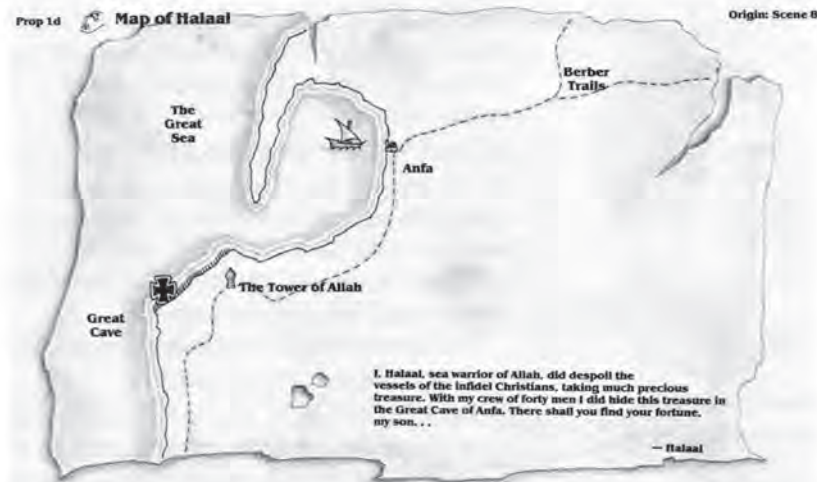 Prop 1d
Map of Halaal
Origin: Scene 8
Berber
Trails
The
Great
Sea
Anfa
The Tower of Allah
Great
Cave
I, Halaal, sea warrior of Allah, did despoil the
vessels of the infidel Christians, taking much precious
treasure. With my crew of forty men I did hide this treasure in
the Great Cave of Anfa. There shall you find your fortune,
my son. . .
— Halaal